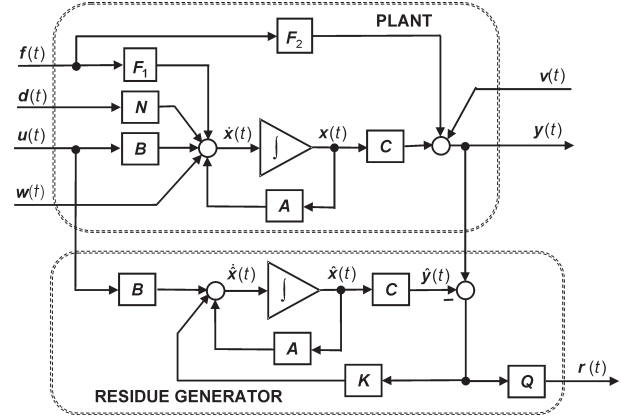 PLANT
F₂
f(t)
F₁
v(t)
d(t)
N
u(t)
B
ẋ(t)
∫
x(t)
C
y(t)
w(t)
A
B
x̂̇(t)
∫
x̂(t)
C
ŷ(t)
−
A
K
Q
r(t)
RESIDUE GENERATOR